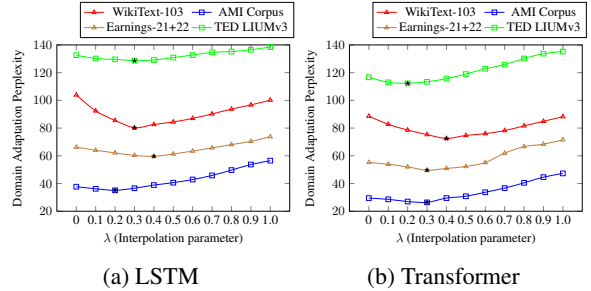 WikiText-103 AMI Corpus
Earnings-21+22 TED LIUMv3
Domain Adaptation Perplexity
140
120
100
80
60
40
20
0 0.1 0.2 0.3 0.4 0.5 0.6 0.7 0.8 0.9 1.0
λ (Interpolation parameter)
(a) LSTM
WikiText-103 AMI Corpus
Earnings-21+22 TED LIUMv3
Domain Adaptation Perplexity
140
120
100
80
60
40
20
0 0.1 0.2 0.3 0.4 0.5 0.6 0.7 0.8 0.9 1.0
λ (Interpolation parameter)
(b) Transformer